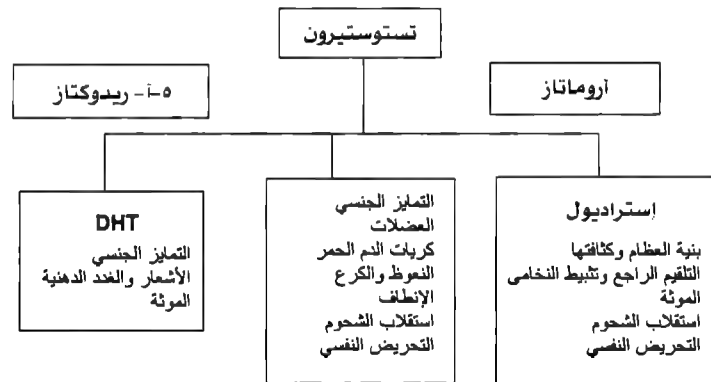 تستوستيرون
٥-آ- ريدوكتاز
آروماتاز
DHT
التمايز الجنسي
الأشعار والغدد الدهنية
الموثة
التمايز الجنسي
العضلات
كريات الدم الحمر
النعوظ والكرع
الإنطاف
استقلاب الشحوم
التحريض النفسي
إستراديول
بنية العظام وكثافتها
التلقيم الراجع وتثبيط النخامى
الموثة
استقلاب الشحوم
التحريض النفسي